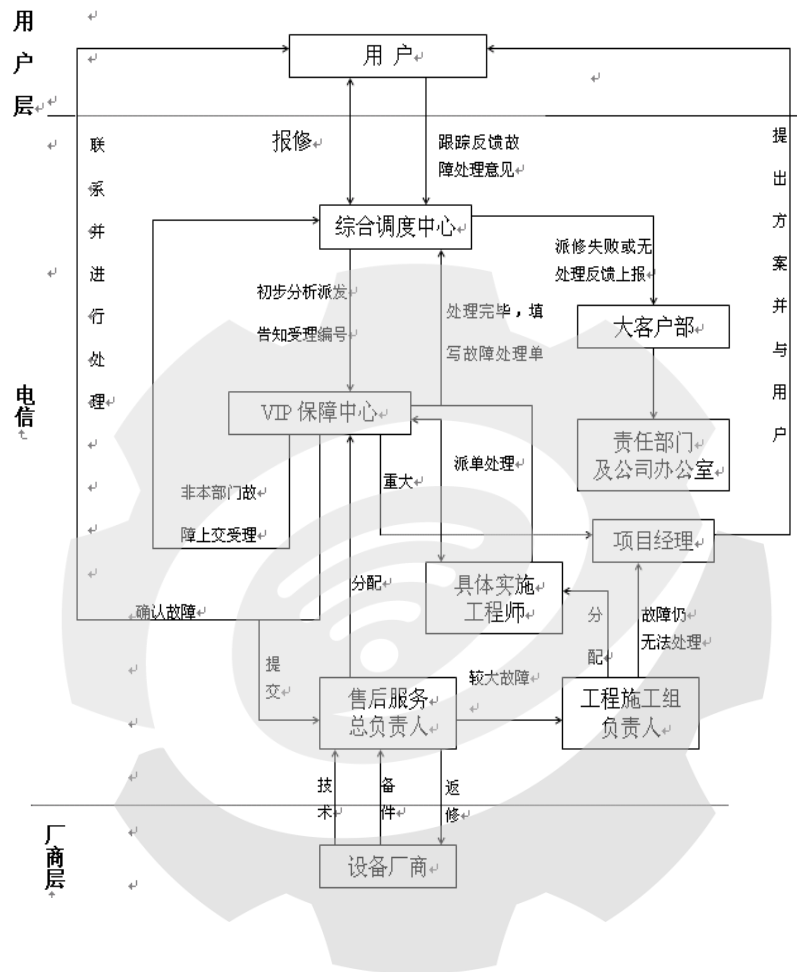 用户层
用 户
报修
跟踪反馈故
障处理意见
联系并进行处理
提出方案并与用户
综合调度中心
派修失败或无
处理反馈上报
初步分析派发
告知受理编号
处理完毕，填
写故障处理单
大客户部
电信
VIP 保障中心
责任部门
及公司办公室
派单处理
重大
非本部门故
障上交受理
项目经理
分配
具体实施
工程师
确认故障
分配
故障仍
无法处理
提交
较大故障
售后服务
总负责人
工程施工组
负责人
技术
备件
返修
厂商层
设备厂商